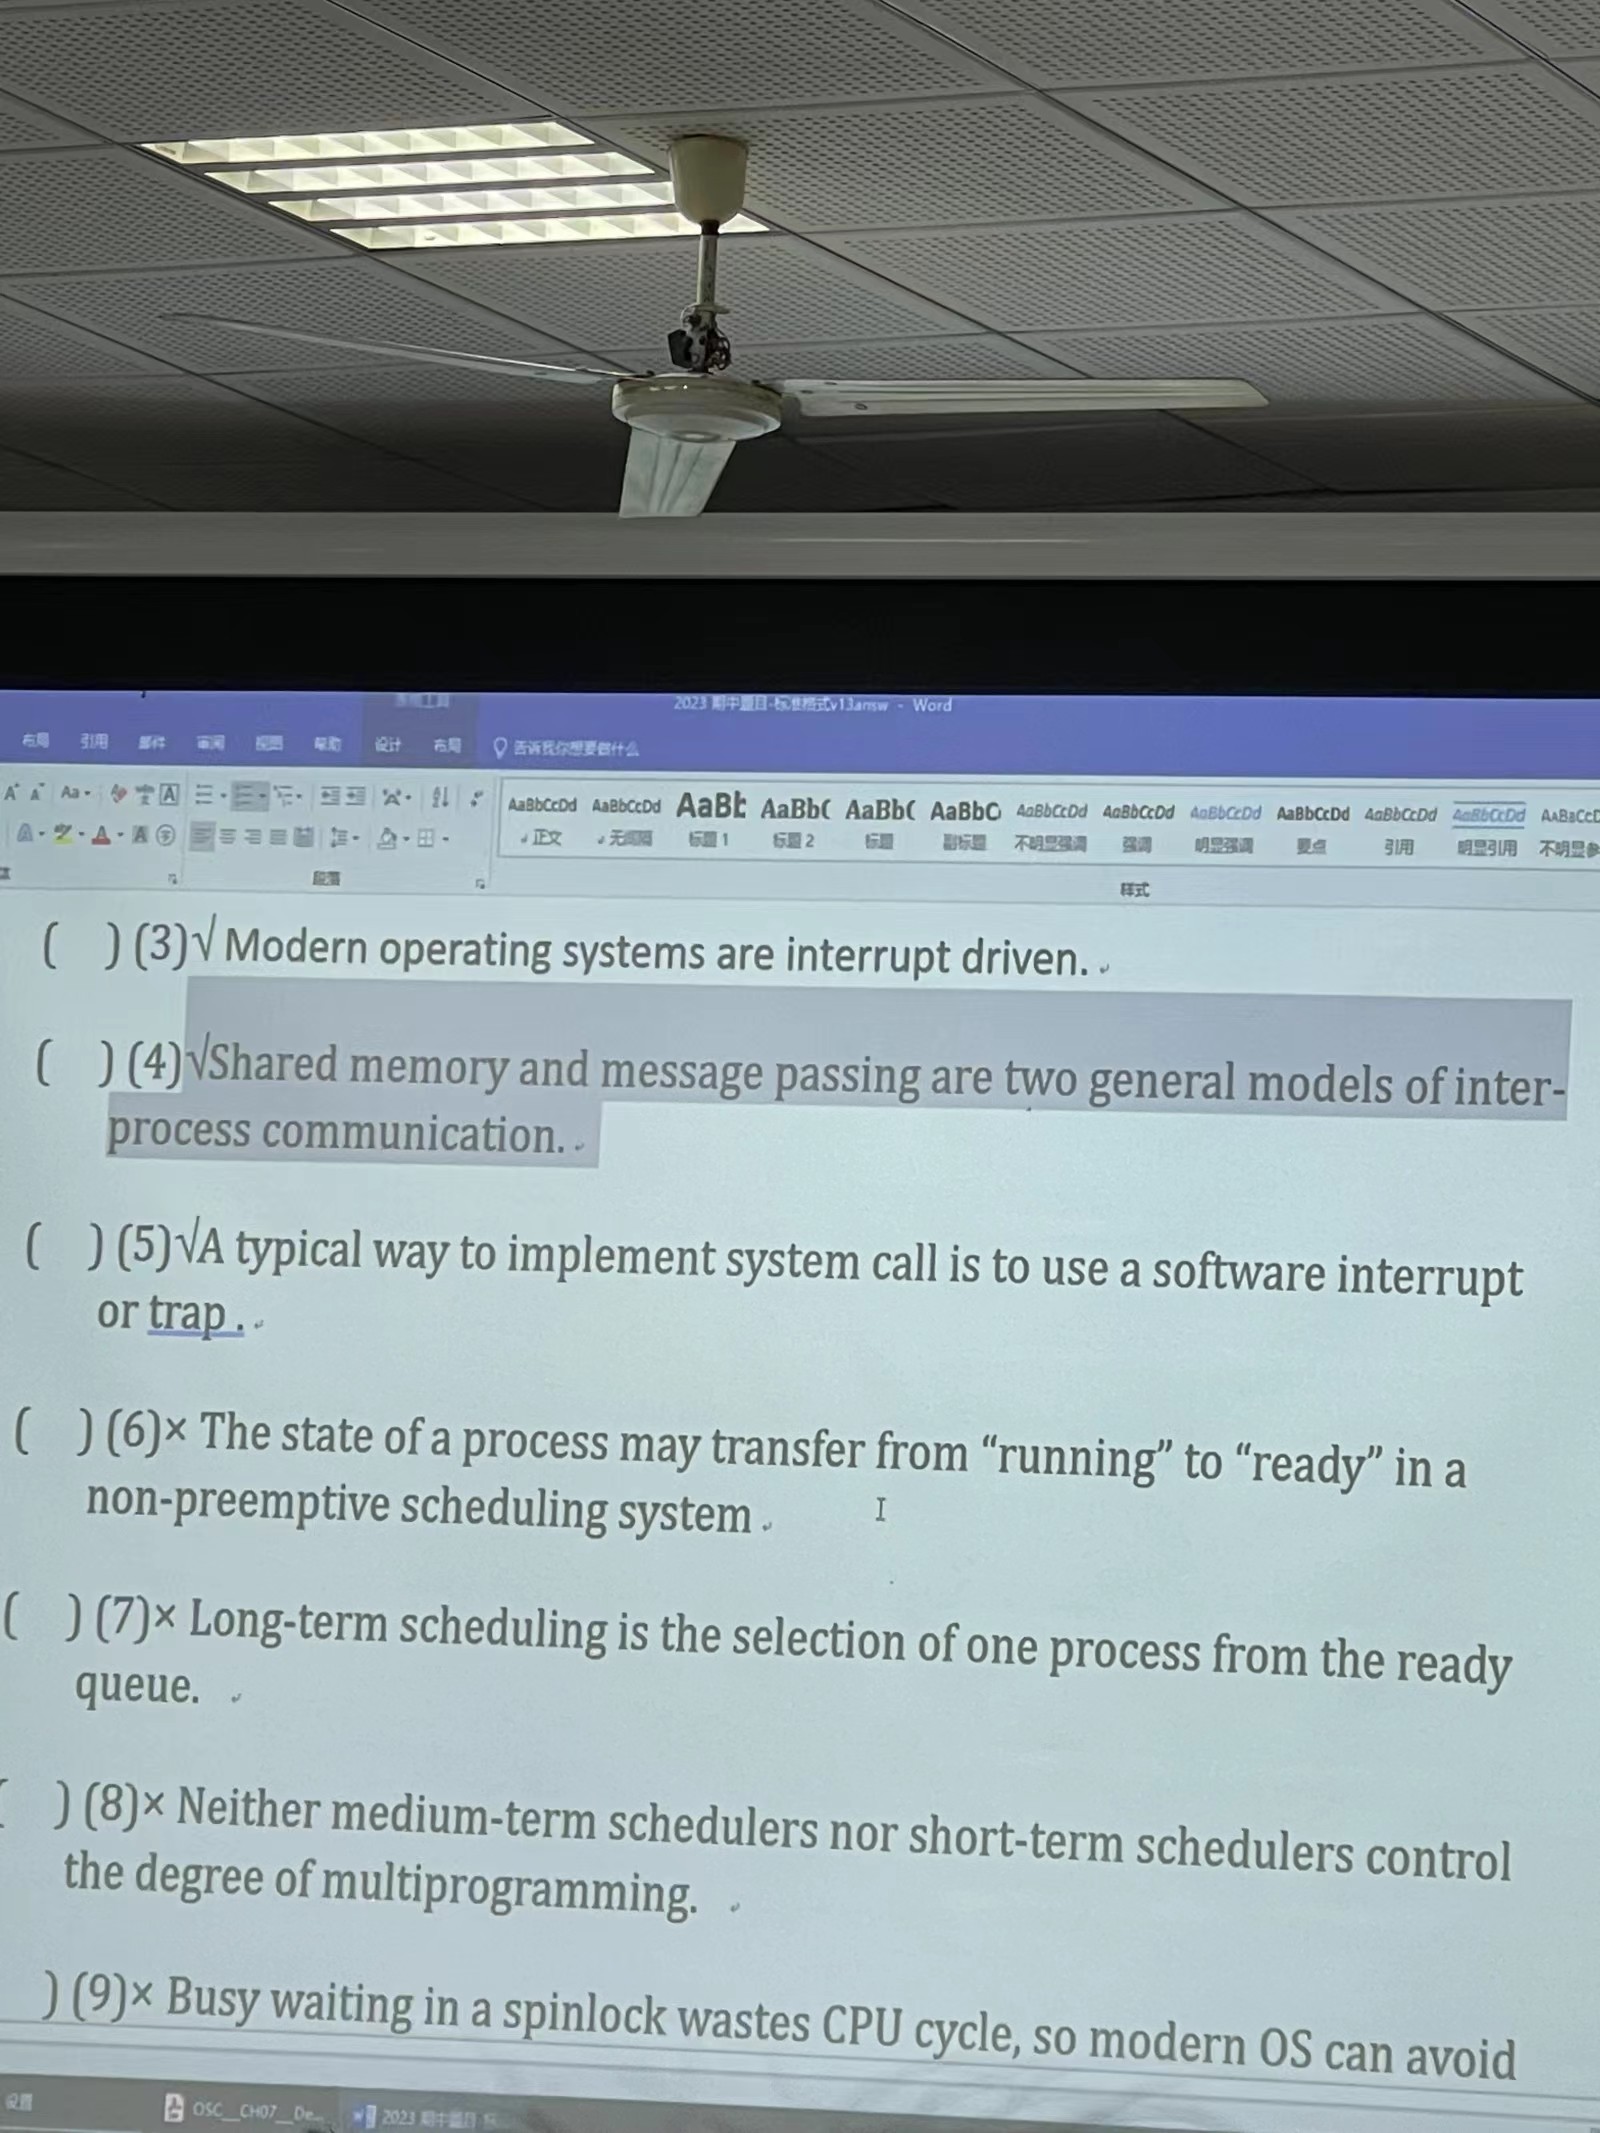 2023 期中题目-标准格式v13answ - Word
布局 引用 邮件 审阅 视图 帮助 设计 布局 告诉我你想要做什么
Aa A
AaBbCcDd AaBbCcDd AaBb AaBb( AaBb( AaBbC AaBbCcDd AaBbCcDd AaBbCcDd AaBbCcDd AaBbCcDd AaBbCcDd AaBbCcD
正文 无间隔 标题 1 标题 2 标题 副标题 不明显强调 强调 明显强调 要点 引用 明显引用 不明显参
段落 样式
( ) (3)√ Modern operating systems are interrupt driven.
( ) (4)√Shared memory and message passing are two general models of inter-
process communication.
( ) (5)√A typical way to implement system call is to use a software interrupt
or trap .
( ) (6)× The state of a process may transfer from “running” to “ready” in a
non-preemptive scheduling system
( ) (7)× Long-term scheduling is the selection of one process from the ready
queue.
( ) (8)× Neither medium-term schedulers nor short-term schedulers control
the degree of multiprogramming.
) (9)× Busy waiting in a spinlock wastes CPU cycle, so modern OS can avoid
设置 OSC__CH07__De... 2023 期中题目